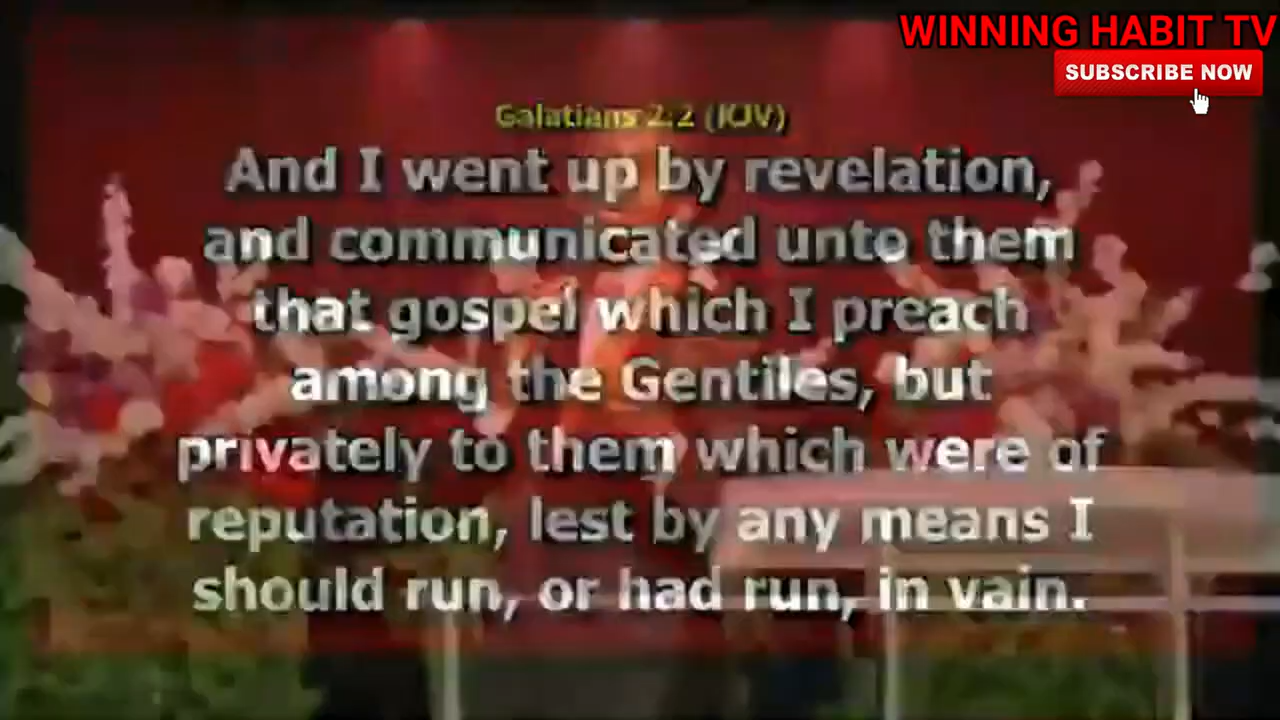 WINNING HABIT TV
SUBSCRIBE NOW
Galatians 2:2 (KJV)
And I went up by revelation,
and communicated unto them
that gospel which I preach
among the Gentiles, but
privately to them which were of
reputation, lest by any means I
should run, or had run, in vain.